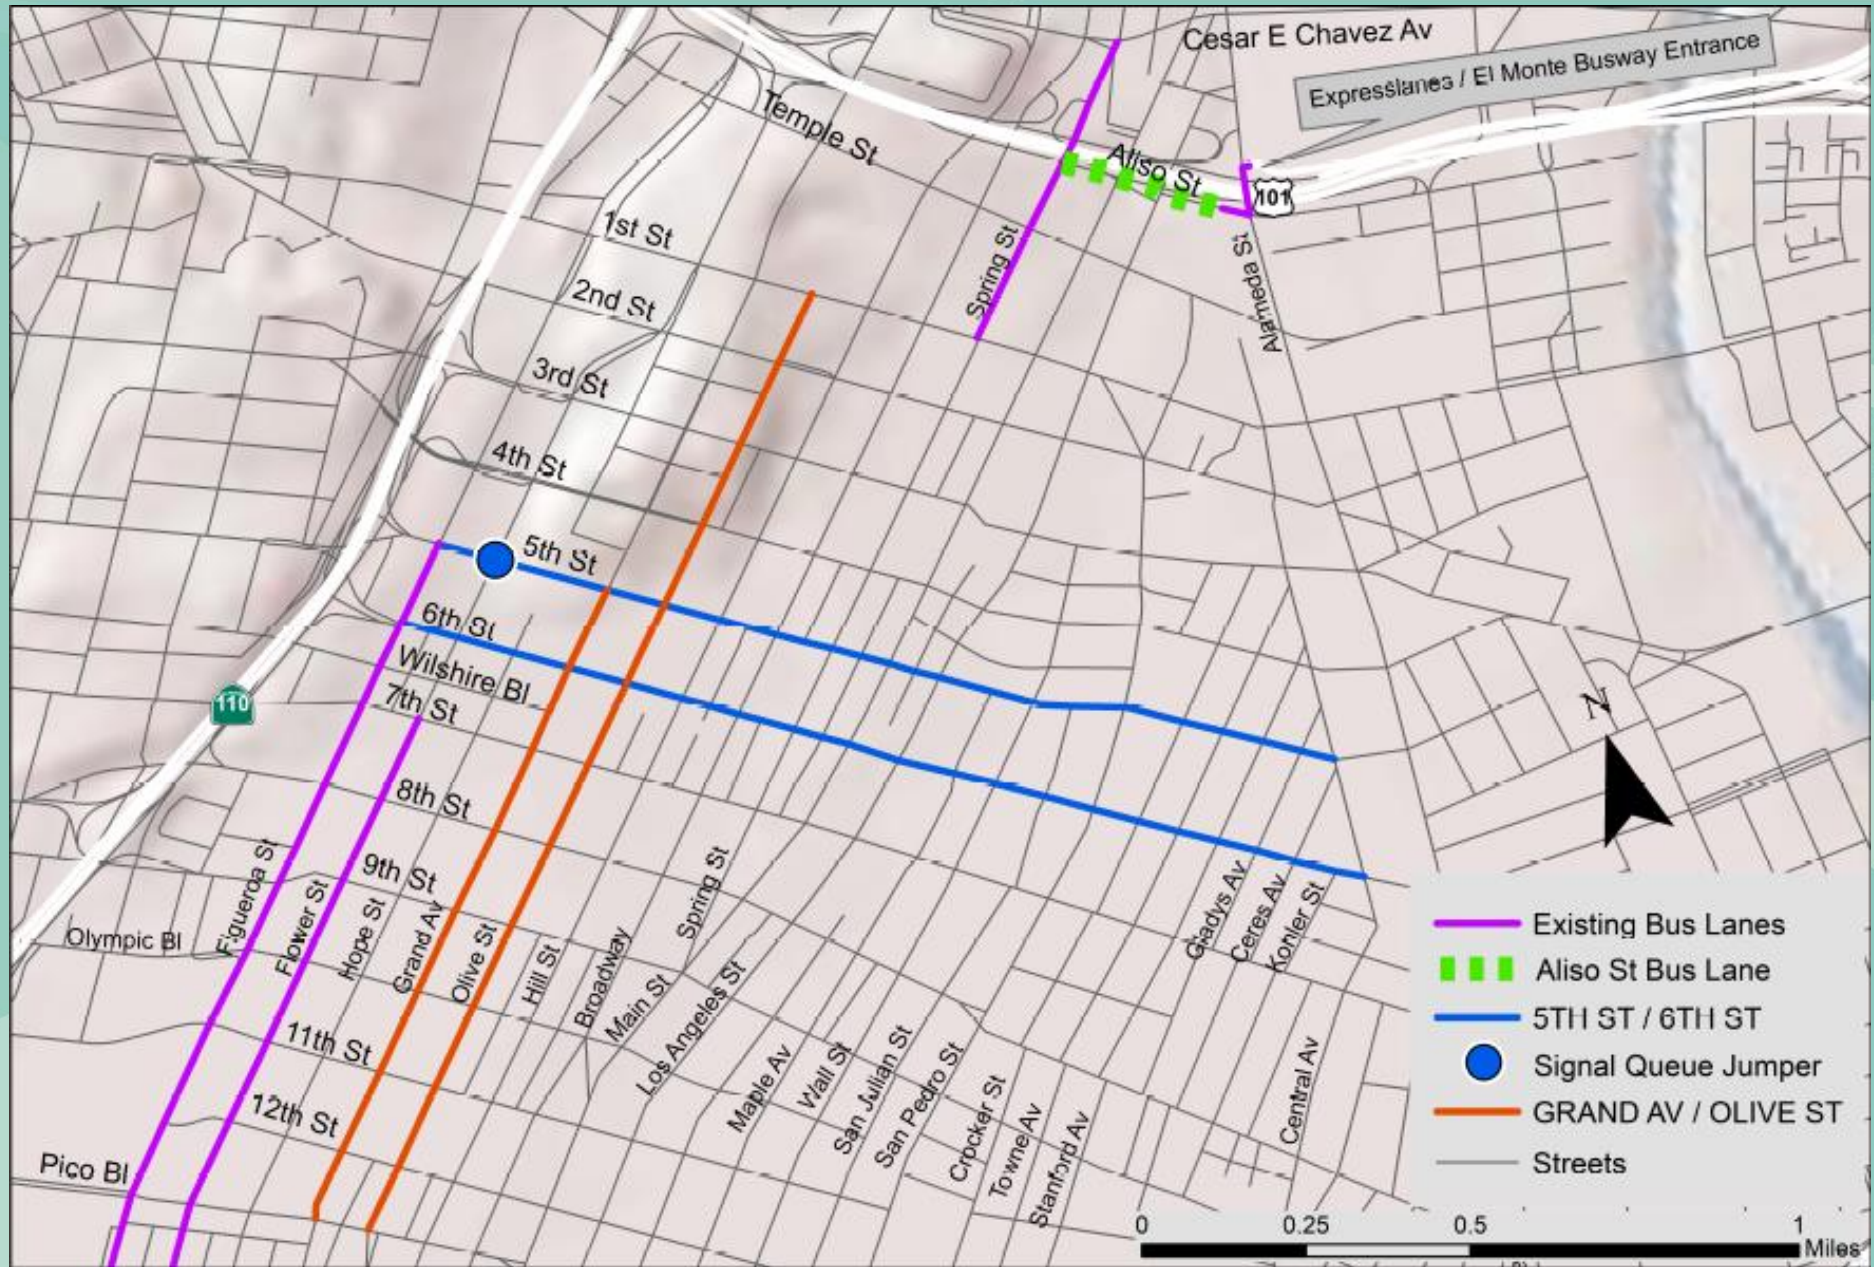 Cesar E Chavez Av
Expresslanes / El Monte Busway Entrance
Temple St
Aliso St
101
1st St
Spring St
Alameda St
2nd St
3rd St
4th St
5th St
6th St
Wilshire Bl
7th St
110
N
8th St
9th St
Figueroa St
Flower St
Hope St
Grand Av
Olive St
Hill St
Broadway
Main St
Spring St
Los Angeles St
Gladys Av
Ceres Av
Kohler St
Olympic Bl
11th St
12th St
Maple Av
Wall St
San Julian St
San Pedro St
Crocker St
Towne Av
Stanford Av
Central Av
Pico Bl
Existing Bus Lanes
Aliso St Bus Lane
5TH ST / 6TH ST
Signal Queue Jumper
GRAND AV / OLIVE ST
Streets
0 0.25 0.5 1
Miles